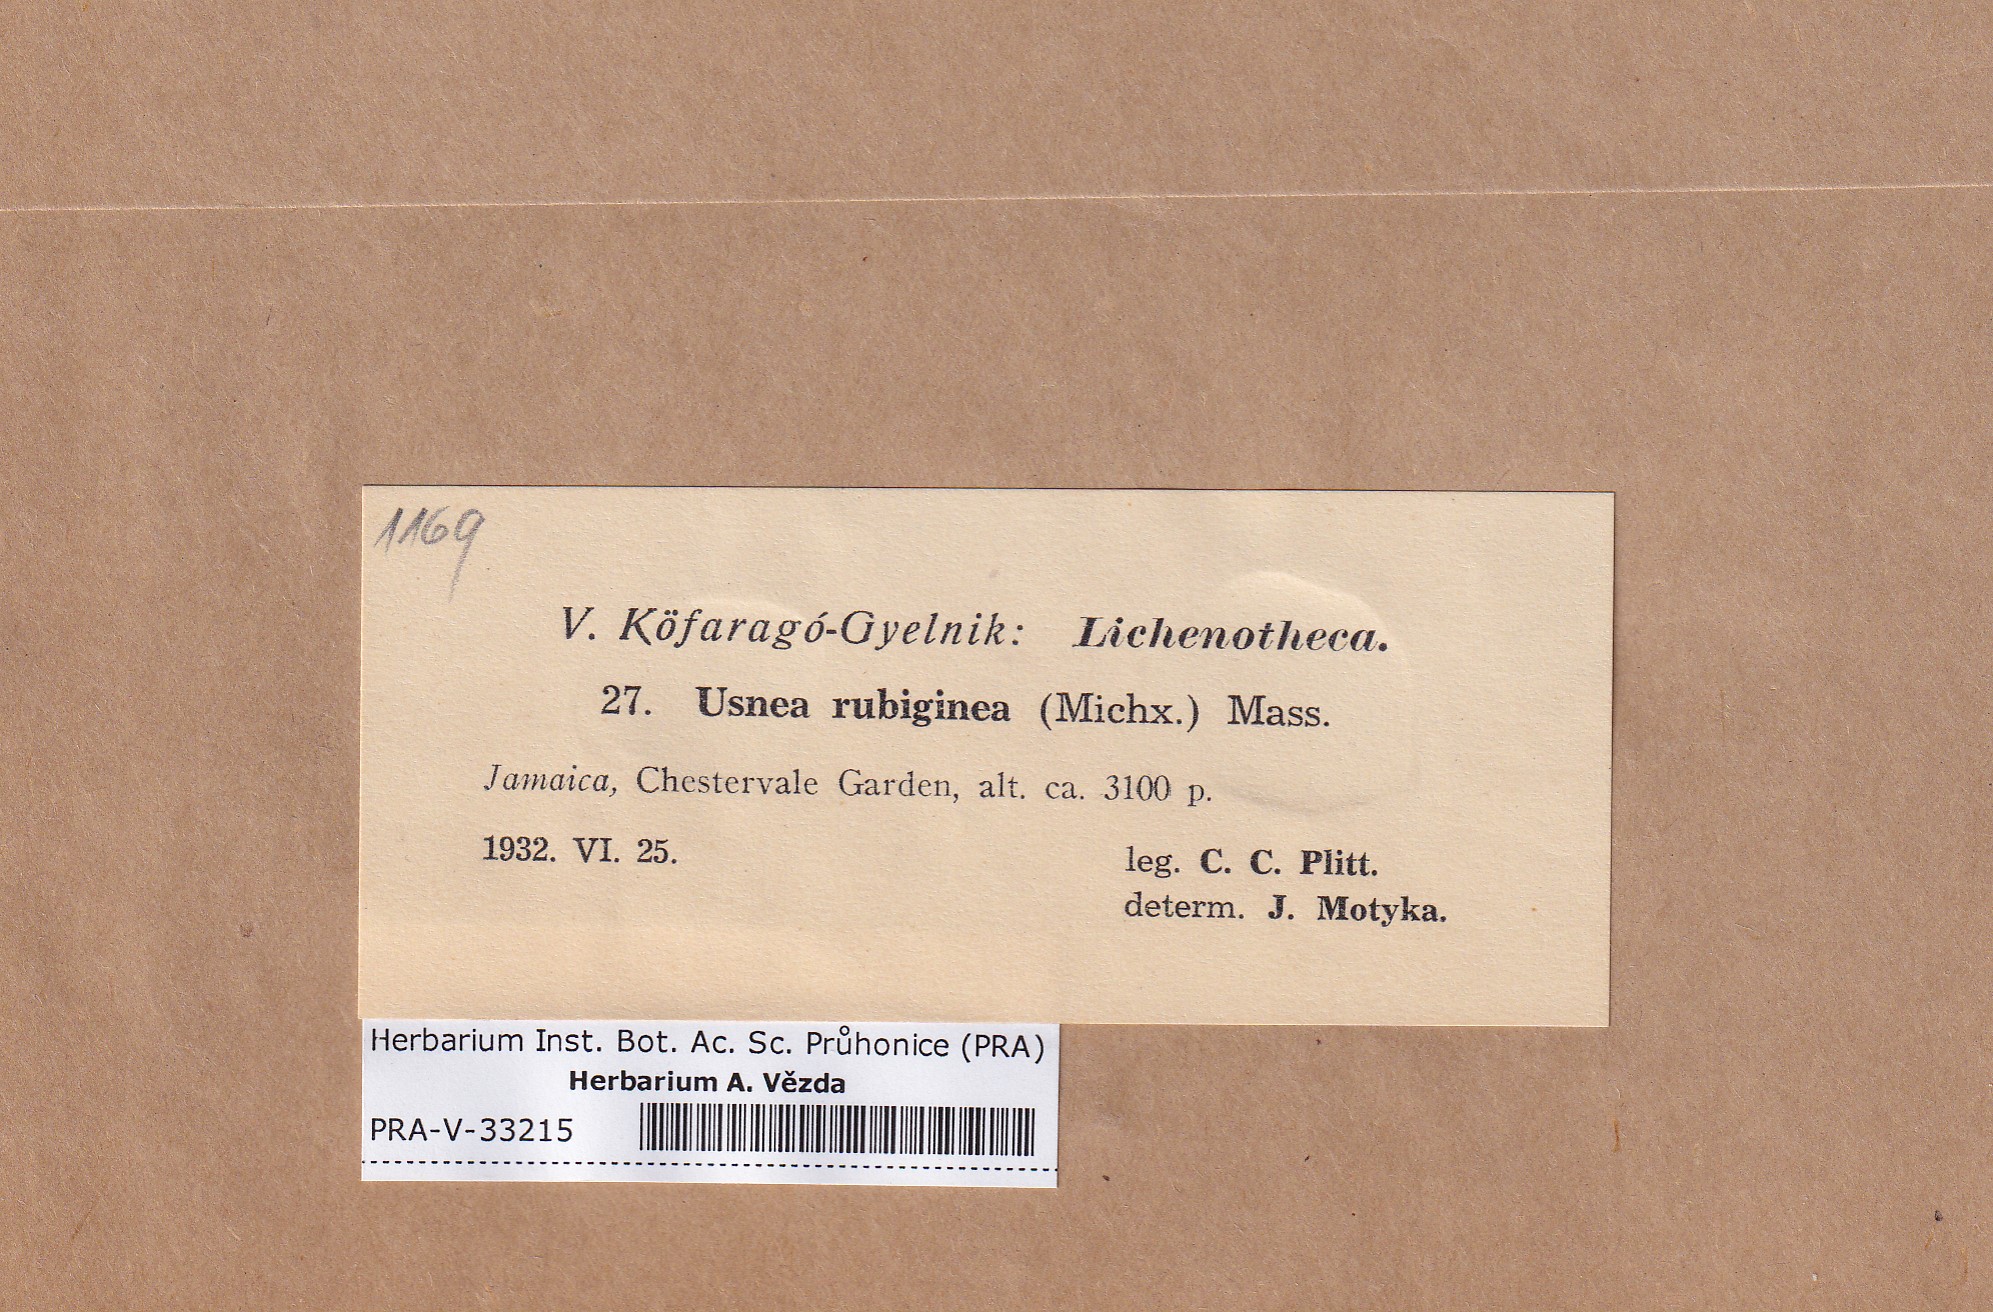 1169
V. Köfaragó-Gyelnik: Lichenotheca.
27. Usnea rubiginea (Michx.) Mass.
Jamaica, Chestervale Garden, alt. ca. 3100 p.
1932. VI. 25.
leg. C. C. Plitt.
determ. J. Motyka.
Herbarium Inst. Bot. Ac. Sc. Průhonice (PRA)
Herbarium A. Vězda
PRA-V-33215